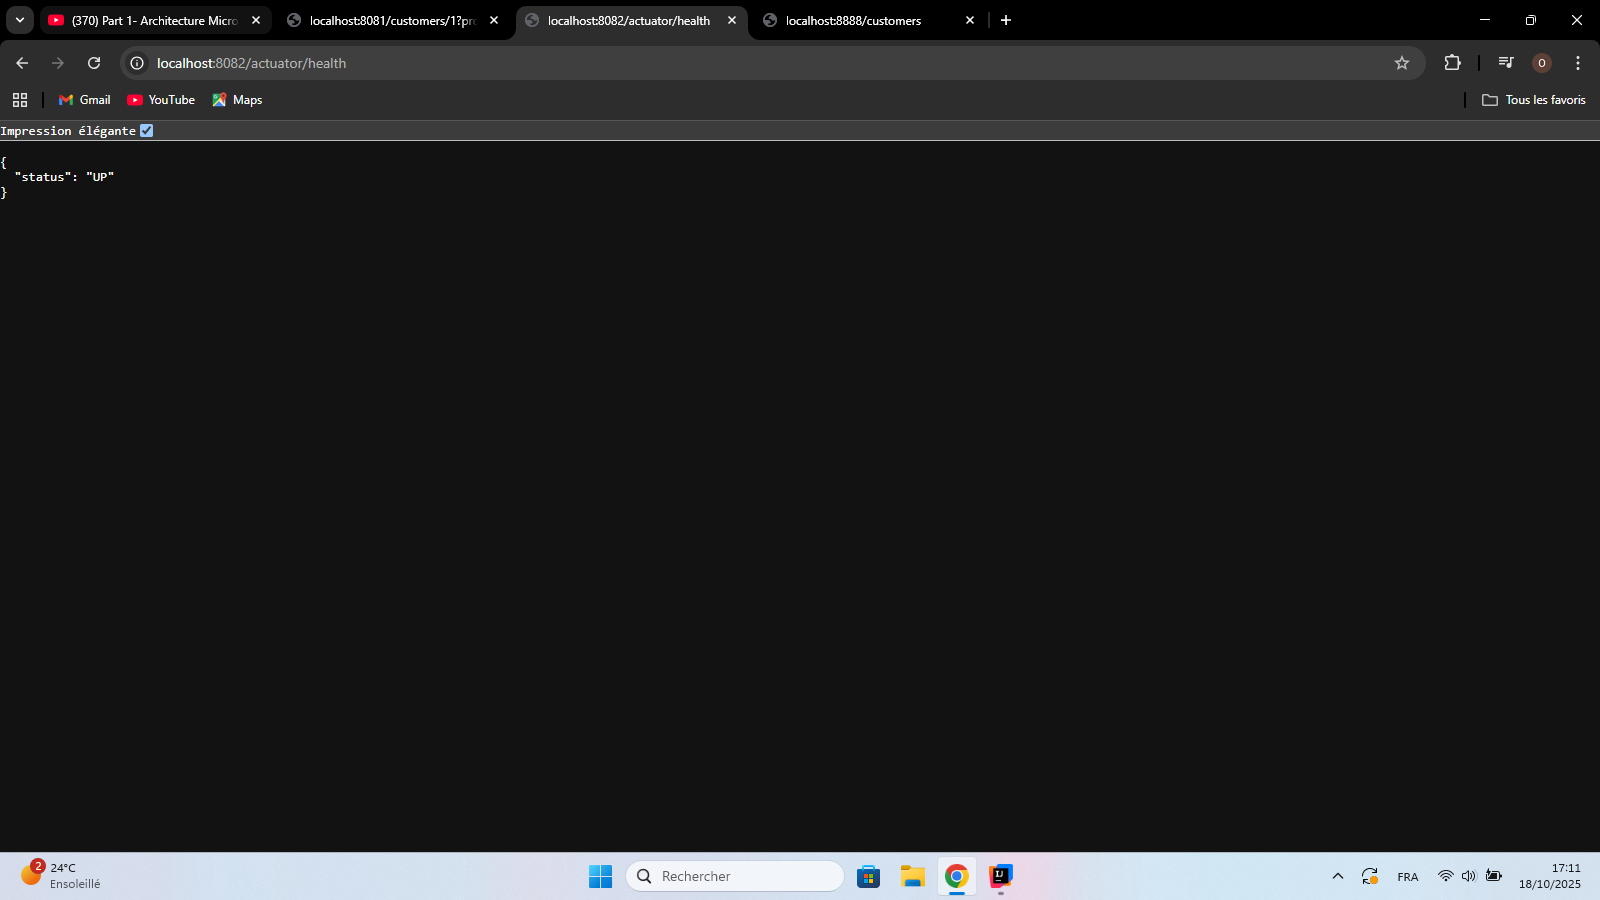 (370) Part 1- Architecture Micro
localhost:8081/customers/1?pro
localhost:8082/actuator/health
localhost:8888/customers
localhost:8082/actuator/health
O
Gmail
YouTube
Maps
Tous les favoris
Impression élégante
{
"status": "UP"
}
2
24°C
Ensoleillé
Rechercher
IJ
FRA
17:11
18/10/2025